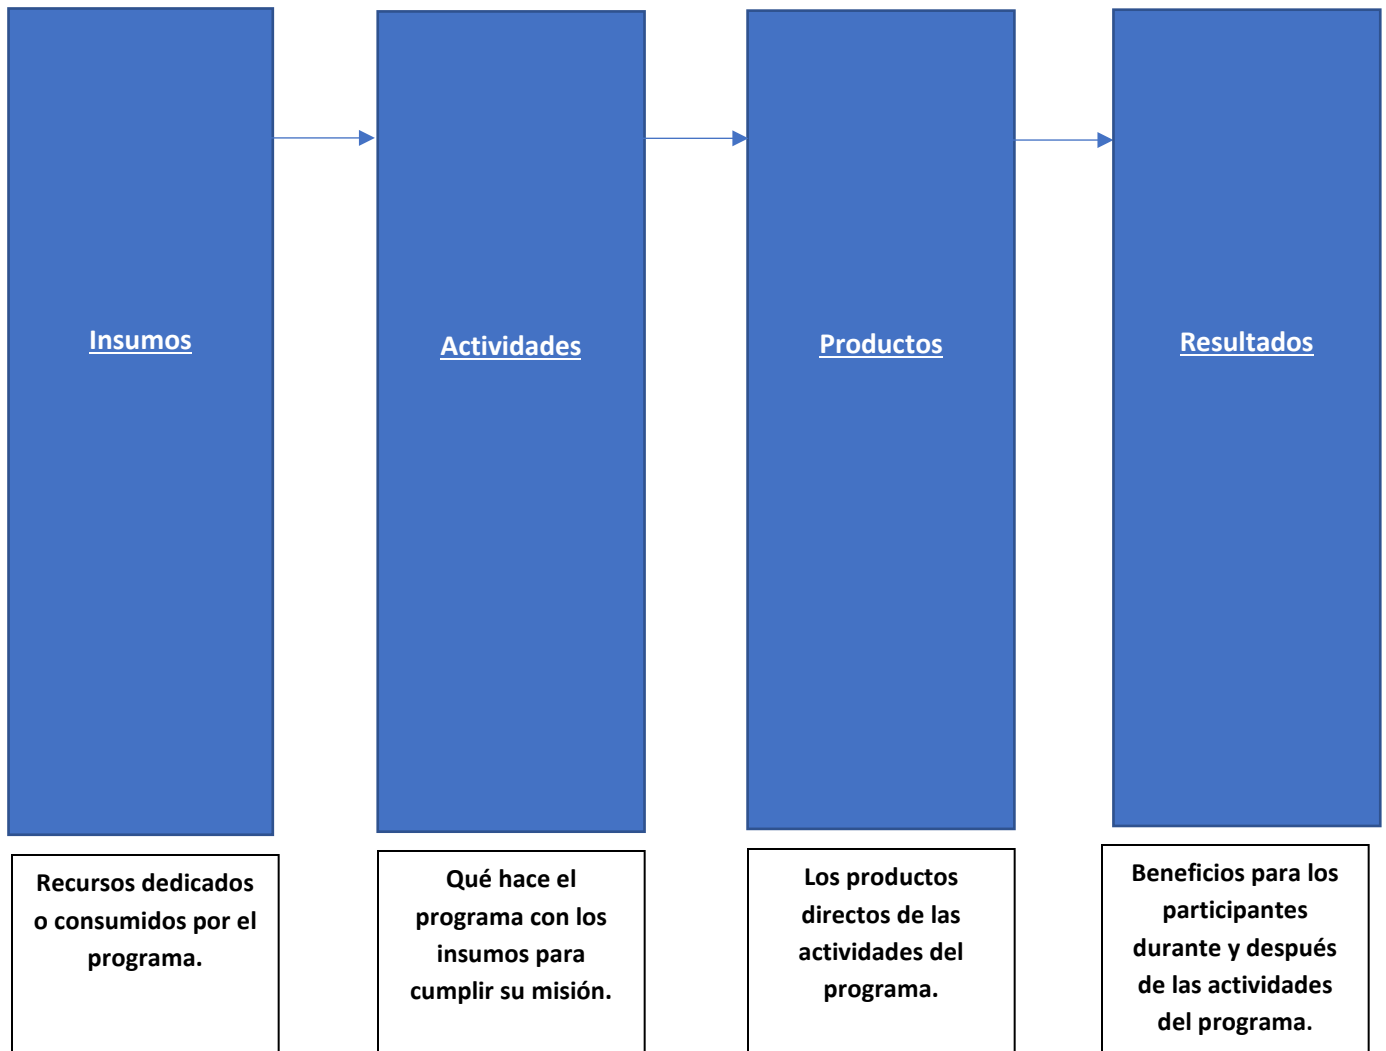 Insumos
Actividades
Productos
Resultados
Recursos dedicados
o consumidos por el
programa.
Qué hace el
programa con los
insumos para
cumplir su misión.
Los productos
directos de las
actividades del
programa.
Beneficios para los
participantes
durante y después
de las actividades
del programa.